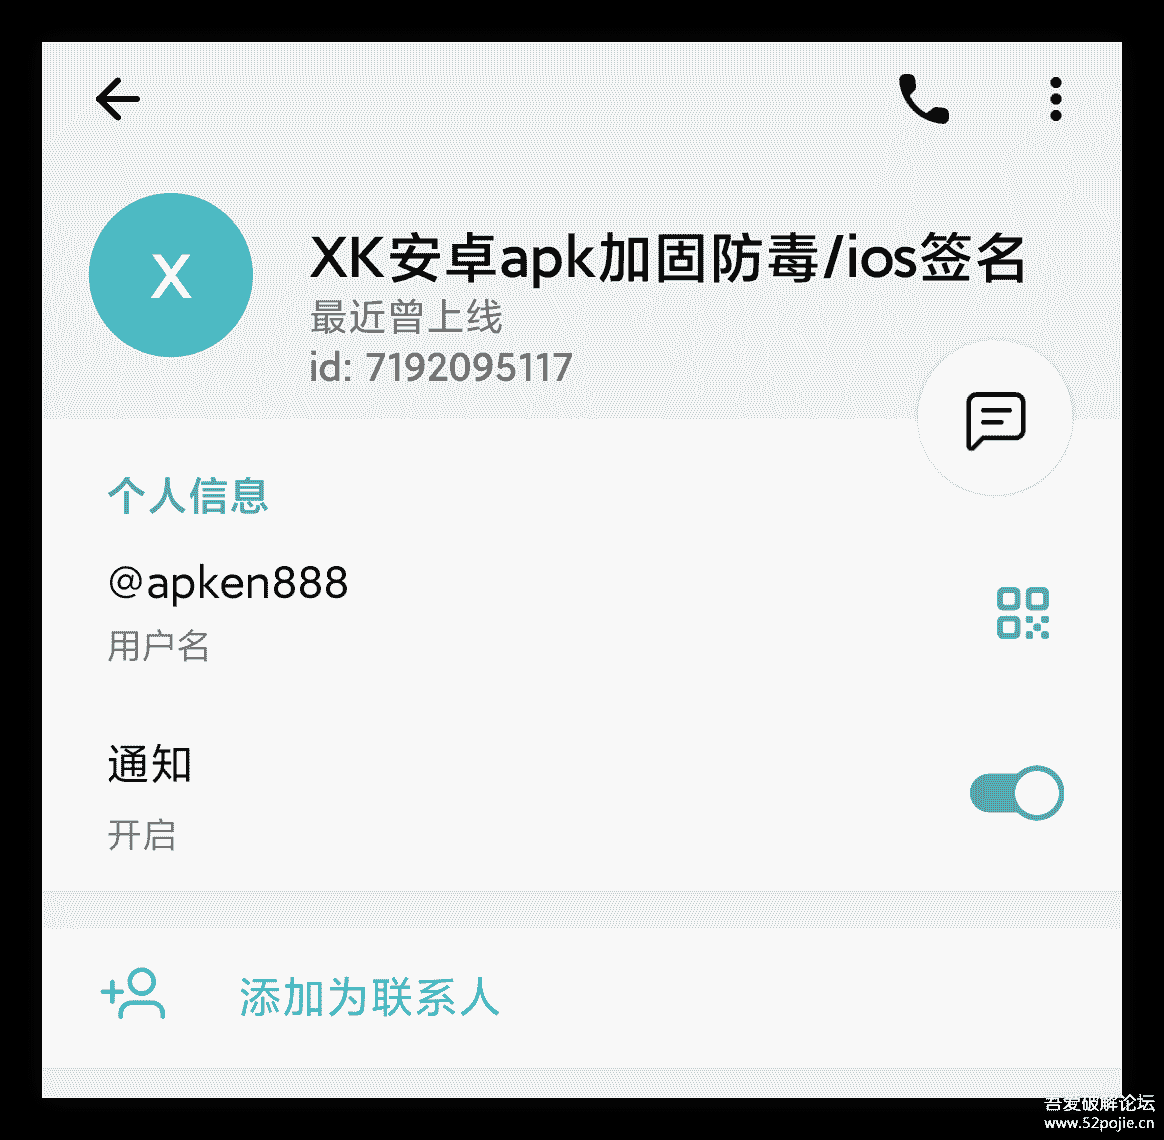 X
XK安卓apk加固防毒/ios签名
最近曾上线
id: 7192095117
个人信息
@apken888
用户名
通知
开启
添加为联系人
吾爱破解论坛
www.52pojie.cn